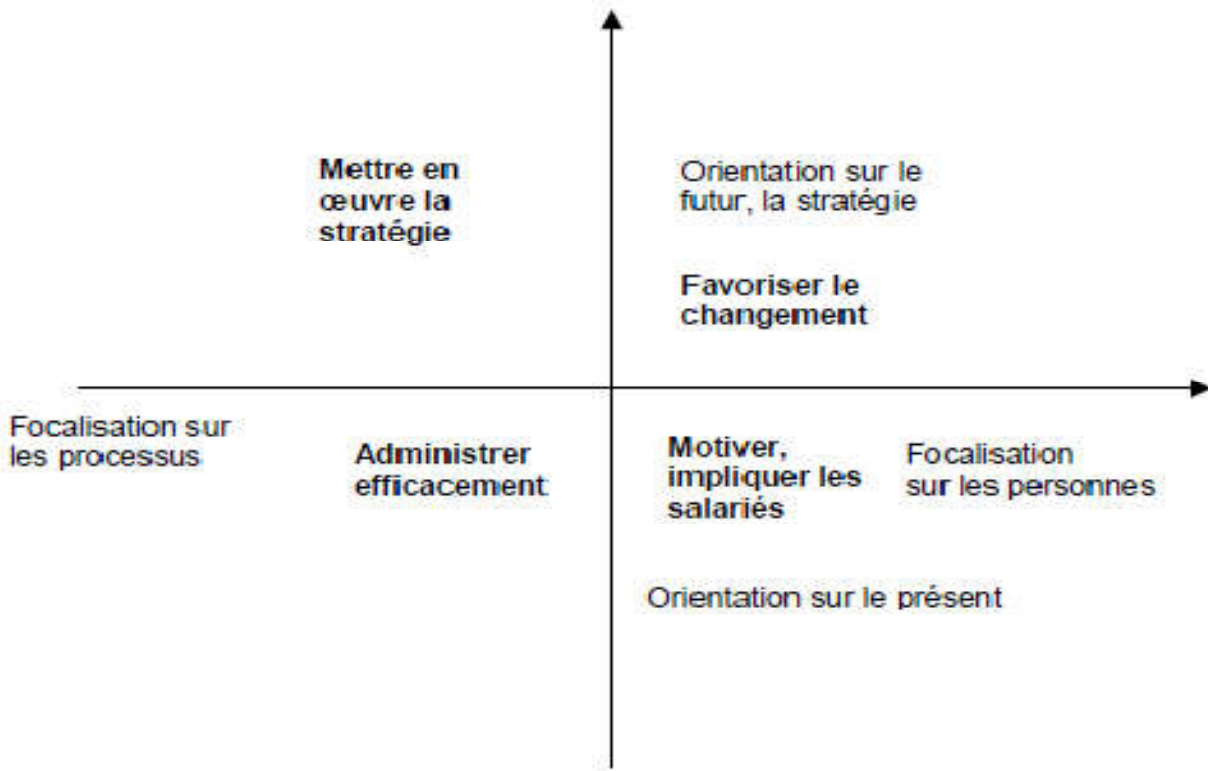 Mettre en
œuvre la
stratégie
Orientation sur le
futur, la stratégie
Favoriser le
changement
Focalisation sur
les processus
Administrer
efficacement
Motiver,
impliquer les
salariés
Focalisation
sur les personnes
Orientation sur le présent